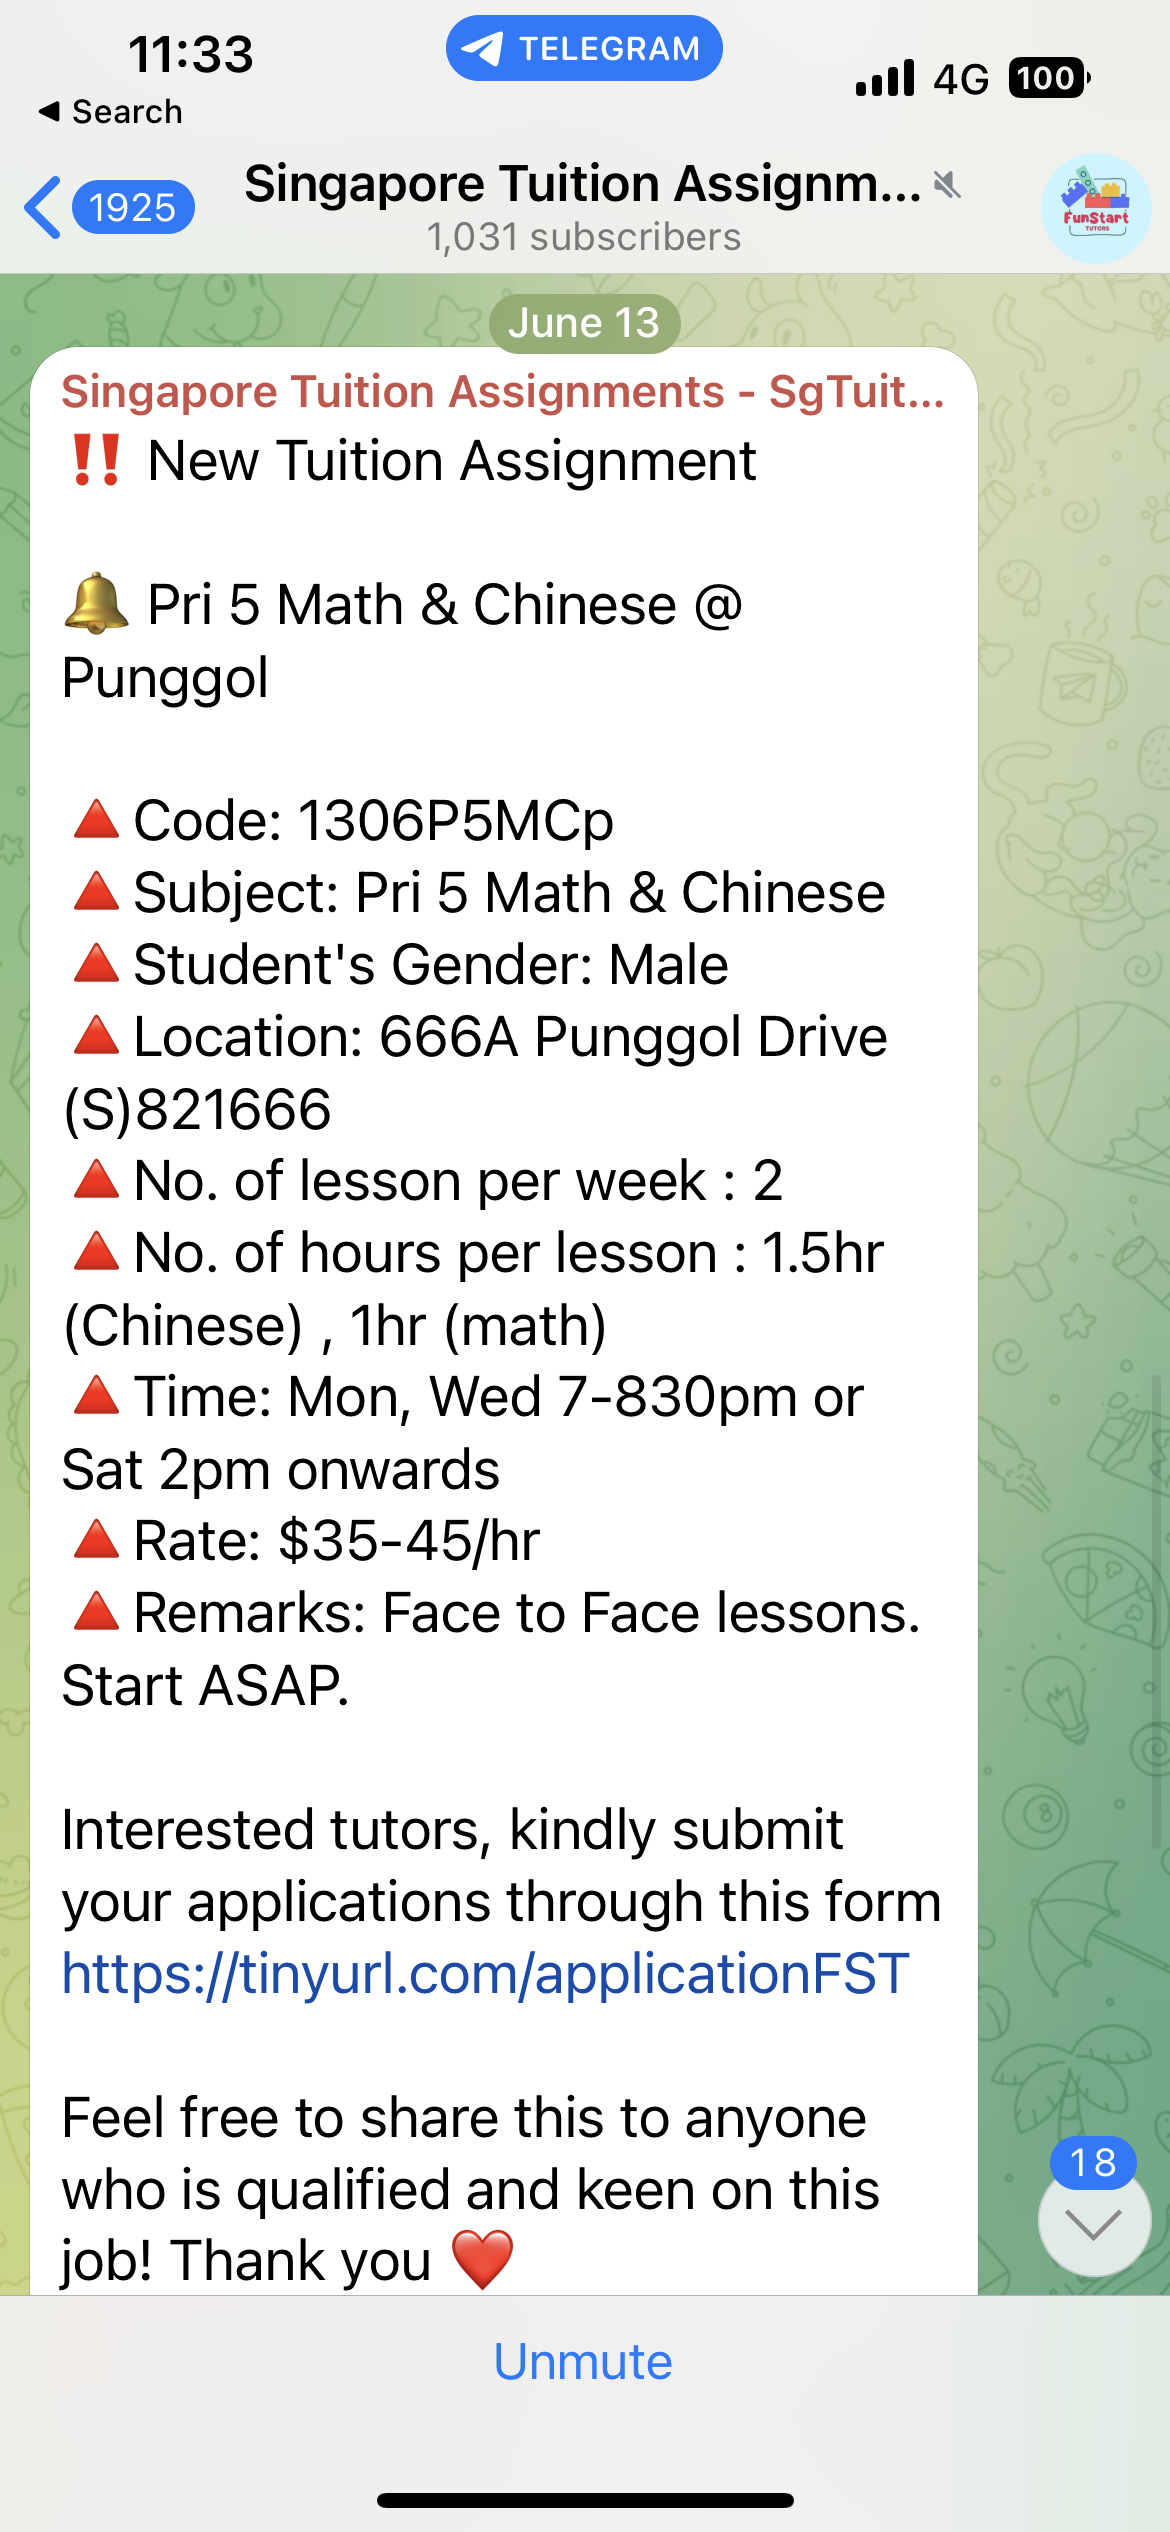 11:33
TELEGRAM
4G
100
◀ Search
1925
Singapore Tuition Assignm...
1,031 subscribers
FunStart
TUTORS
June 13
Singapore Tuition Assignments - SgTuit...
‼️ New Tuition Assignment
🔔 Pri 5 Math & Chinese @
Punggol
🔺Code: 1306P5MCp
🔺Subject: Pri 5 Math & Chinese
🔺Student's Gender: Male
🔺Location: 666A Punggol Drive
(S)821666
🔺No. of lesson per week : 2
🔺No. of hours per lesson : 1.5hr
(Chinese) , 1hr (math)
🔺Time: Mon, Wed 7-830pm or
Sat 2pm onwards
🔺Rate: $35-45/hr
🔺Remarks: Face to Face lessons.
Start ASAP.
Interested tutors, kindly submit
your applications through this form
https://tinyurl.com/applicationFST
Feel free to share this to anyone
who is qualified and keen on this
job! Thank you ❤️
18
Unmute